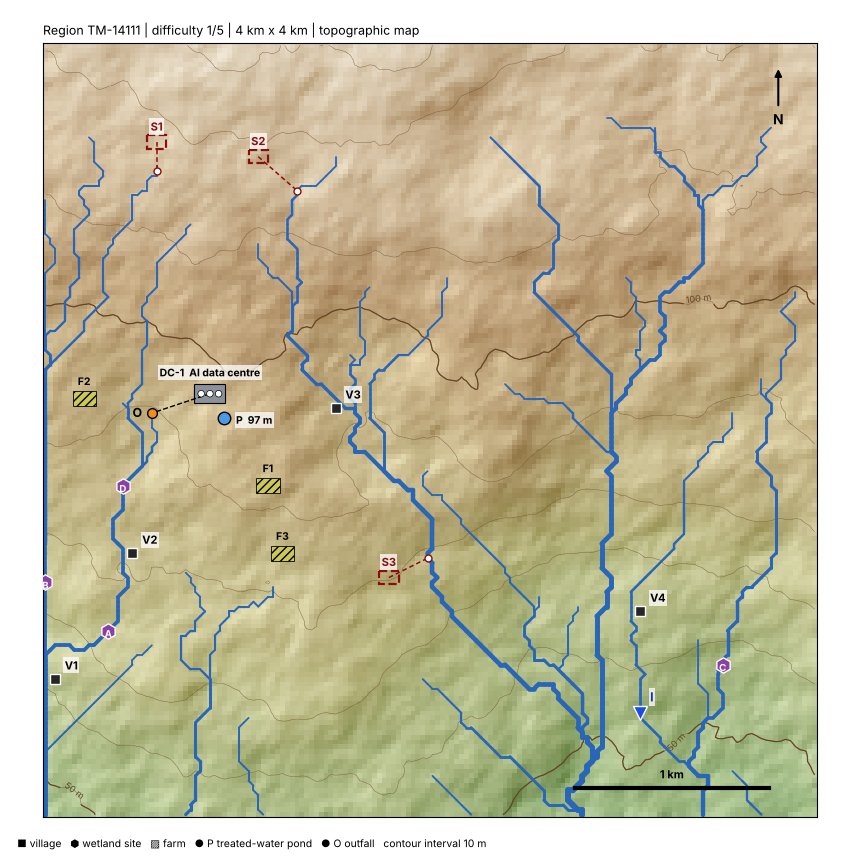 Region TM-14111 | difficulty 1/5 | 4 km x 4 km | topographic map
N
S1
S2
100 m
DC-1 AI data centre
F2
V3
O
P 97 m
F1
D
V2
F3
S3
B
V4
A
V1
C
I
50 m
1 km
50 m
village wetland site farm P treated-water pond O outfall contour interval 10 m